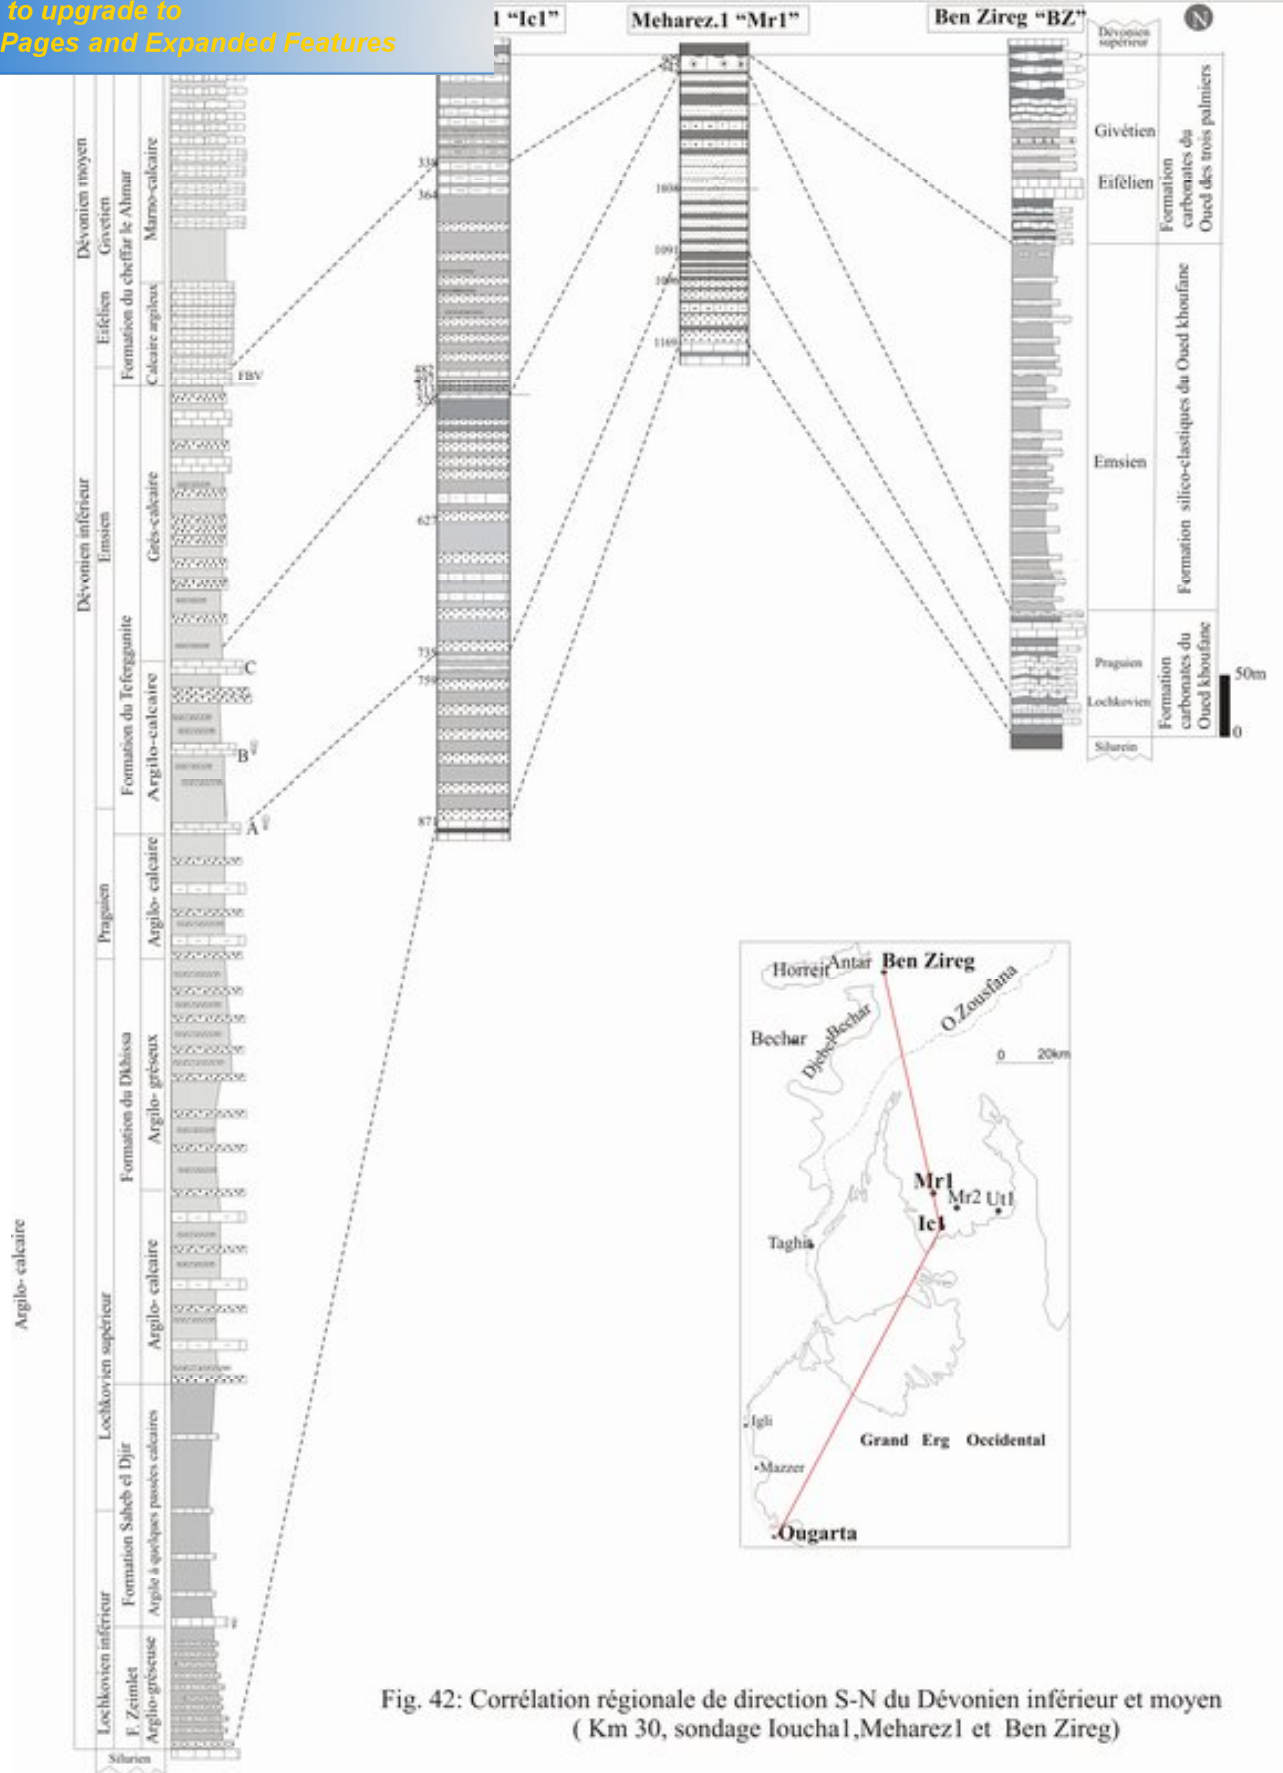 to upgrade to
Pages and Expanded Features
1 “Ic1”
Meharez.1 “Mr1”
Ben Zireg “BZ”
N
Dévonien supérieur
Givétien
Eifélien
Emsien
Praguien
Lochkovien
Silurein
Formation carbonates du Oued des trois palmiers
Formation silico-clastiques du Oued khoufane
Formation carbonates du Oued khoufane
50m
0
Dévonien moyen
Dévonien inférieur
Givetien
Eifelien
Emsien
Praguien
Lochkovien supérieur
Lochkovien inférieur
Silurien
Formation du cheffar le Ahmar
Formation du Teferggunite
Formation du Dkhissa
Formation Saheb el Djir
F. Zeimlet
Marno-calcaire
Calcaire argileux
Grés-calcaire
Argilo-calcaire
Argilo- calcaire
Argilo- gréseux
Argilo- calcaire
Argile à quelques passées calcaires
Arglio-gréseuse
Argilo- calcaire
FBV
C
B
A
364
627
735
759
871
1091
1169
Horreit
Antar
Ben Zireg
O.Zousfana
Bechar
Djebel Bechar
0 20km
Mr1
Mr2
Ut1
Ic1
Taghit
Igli
Mazzer
Grand Erg Occidental
Ougarta
Fig. 42: Corrélation régionale de direction S-N du Dévonien inférieur et moyen
( Km 30, sondage Ioucha1,Meharez1 et Ben Zireg)